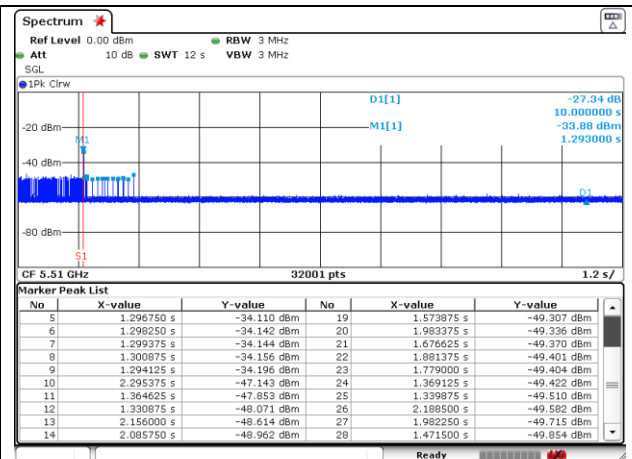 Spectrum
Ref Level 0.00 dBm RBW 3 MHz
Att 10 dB SWT 12 s VBW 3 MHz
SGL
1Pk Clrw
D1[1] -27.34 dB
10.000000 s
M1[1] -33.88 dBm
1.293000 s
-20 dBm
M1
-40 dBm
D1
-80 dBm
S1
CF 5.51 GHz 32001 pts 1.2 s/
Marker Peak List
No X-value Y-value No X-value Y-value
5 1.296750 s -34.110 dBm 19 1.573875 s -49.307 dBm
6 1.298250 s -34.142 dBm 20 1.983375 s -49.336 dBm
7 1.299375 s -34.144 dBm 21 1.676625 s -49.370 dBm
8 1.300875 s -34.156 dBm 22 1.881375 s -49.401 dBm
9 1.294125 s -34.196 dBm 23 1.779000 s -49.404 dBm
10 2.295375 s -47.143 dBm 24 1.369125 s -49.422 dBm
11 1.364625 s -47.853 dBm 25 1.339875 s -49.510 dBm
12 1.330875 s -48.071 dBm 26 2.188500 s -49.582 dBm
13 2.156000 s -48.614 dBm 27 1.982250 s -49.715 dBm
14 2.085750 s -48.962 dBm 28 1.471500 s -49.854 dBm
Ready